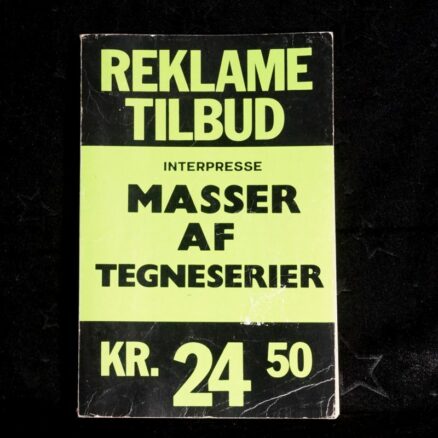 REKLAME
TILBUD
INTERPRESSE
MASSER
AF
TEGNESERIER
KR. 24 50